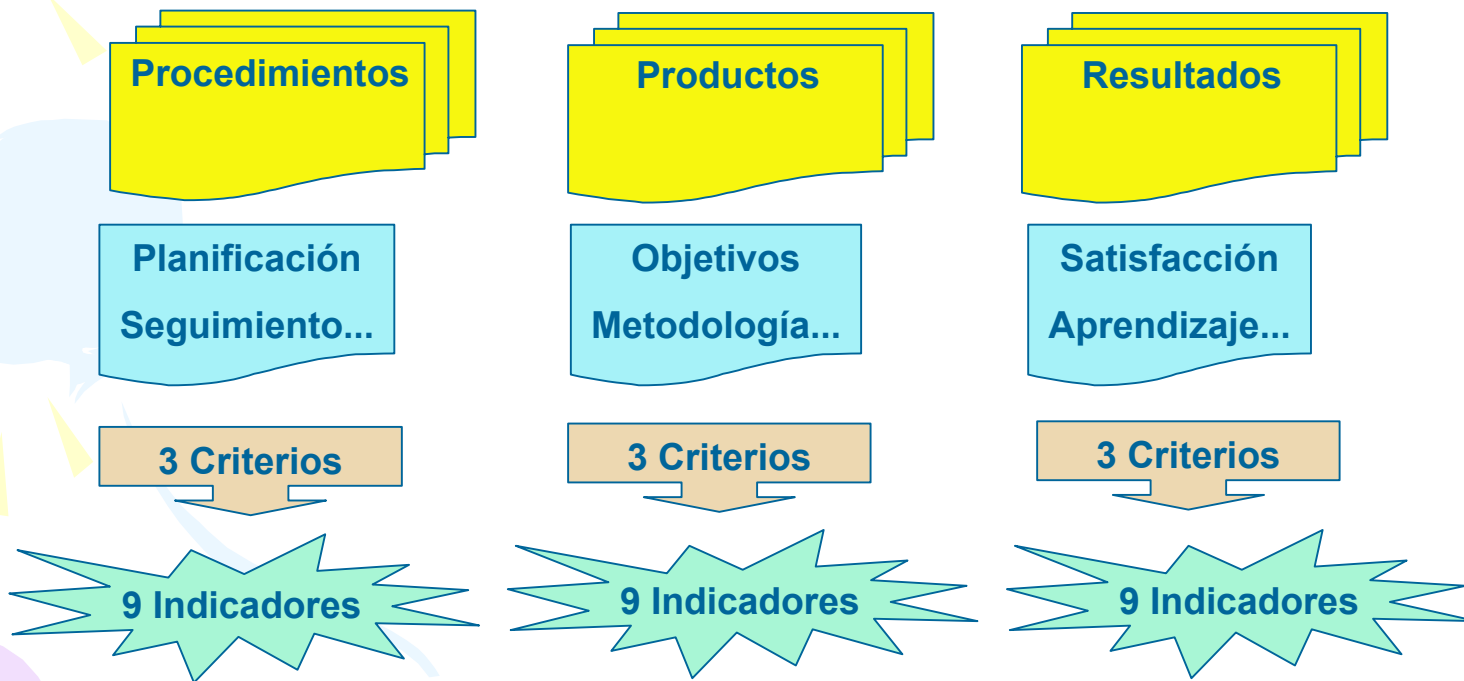 Procedimientos
Planificación
Seguimiento...
3 Criterios
9 Indicadores
Productos
Objetivos
Metodología...
3 Criterios
9 Indicadores
Resultados
Satisfacción
Aprendizaje...
3 Criterios
9 Indicadores